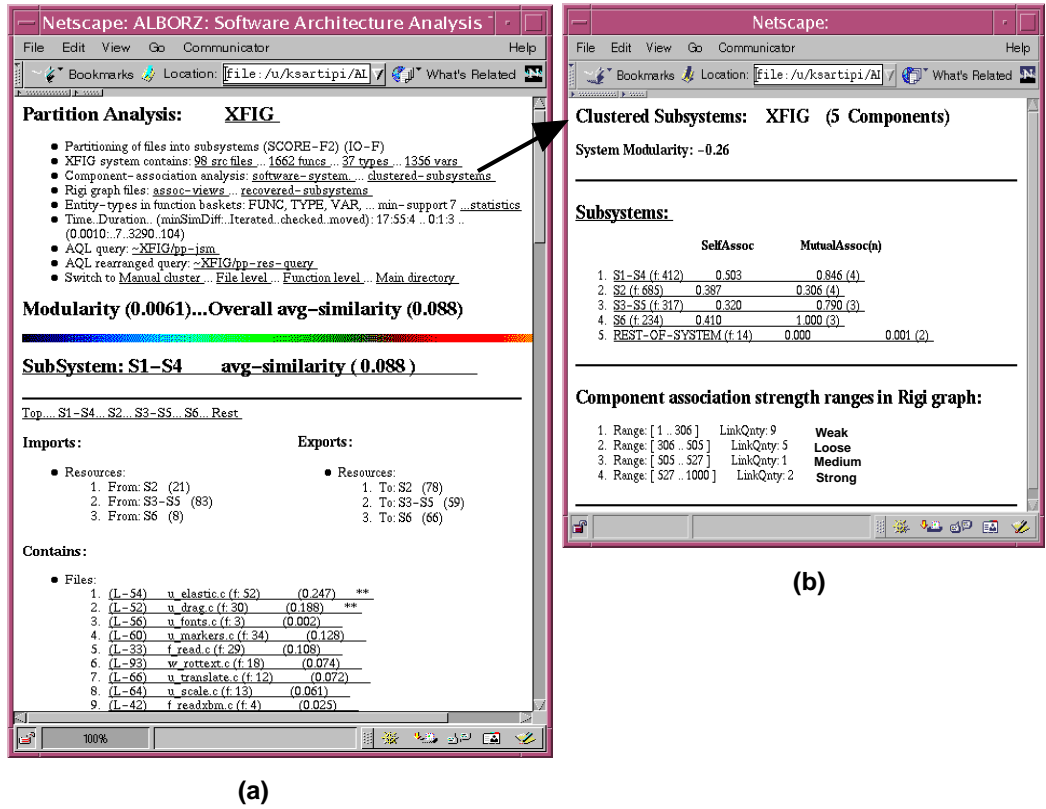 Netscape: ALBORZ: Software Architecture Analysis
File Edit View Go Communicator Help
Bookmarks Location: file:/u/ksartipi/AL What's Related
Partition Analysis: XFIG
Partitioning of files into subsystems (SCORE-F2) (IO-F)
XFIG system contains: 98 src files ... 1662 funcs ... 37 types ... 1356 vars
Component-association analysis: software-system ... clustered-subsystems
Rigi graph files: assoc-views ... recovered-subsystems
Entity-types in function baskets: FUNC, TYPE, VAR, ... min-support 7 ...statistics
Time..Duration.. (minSimDiff:..Iterated..checked..moved): 17:55:4 .. 0:1:3 ..
(0.0010:..7..3290..104)
AQL query: ~XFIG/pp-jsm
AQL rearranged query: ~XFIG/pp-res-query
Switch to Manual cluster ... File level ... Function level ... Main directory
Modularity (0.0061)...Overall avg-similarity (0.088)
SubSystem: S1-S4 avg-similarity ( 0.088 )
Top.... S1-S4... S2... S3-S5... S6... Rest
Imports: Exports:
Resources: Resources:
1. From: S2 (21) 1. To: S2 (78)
2. From: S3-S5 (83) 2. To: S3-S5 (59)
3. From: S6 (8) 3. To: S6 (66)
Contains:
Files:
1. (L-54) u_elastic.c (f: 52) (0.247) **
2. (L-52) u_drag.c (f: 30) (0.188) **
3. (L-56) u_fonts.c (f: 3) (0.002)
4. (L-60) u_markers.c (f: 34) (0.128)
5. (L-33) f_read.c (f: 29) (0.108)
6. (L-93) w_rottext.c (f: 18) (0.074)
7. (L-66) u_translate.c (f: 12) (0.072)
8. (L-64) u_scale.c (f: 13) (0.061)
9. (L-42) f_readxbm.c (f: 4) (0.025)
100%
(a)
Netscape:
File Edit View Go Communicator Help
Bookmarks Location: file:/u/ksartipi/Al What's Related
Clustered Subsystems: XFIG (5 Components)
System Modularity: -0.26
Subsystems:
SelfAssoc MutualAssoc(n)
1. S1-S4 (f: 412) 0.503 0.846 (4)
2. S2 (f: 685) 0.387 0.306 (4)
3. S3-S5 (f: 317) 0.320 0.790 (3)
4. S6 (f: 234) 0.410 1.000 (3)
5. REST-OF-SYSTEM (f: 14) 0.000 0.001 (2)
Component association strength ranges in Rigi graph:
1. Range: [ 1 .. 306 ] LinkQnty: 9 Weak
2. Range: [ 306 .. 505 ] LinkQnty: 5 Loose
3. Range: [ 505 .. 527 ] LinkQnty: 1 Medium
4. Range: [ 527 .. 1000 ] LinkQnty: 2 Strong
(b)